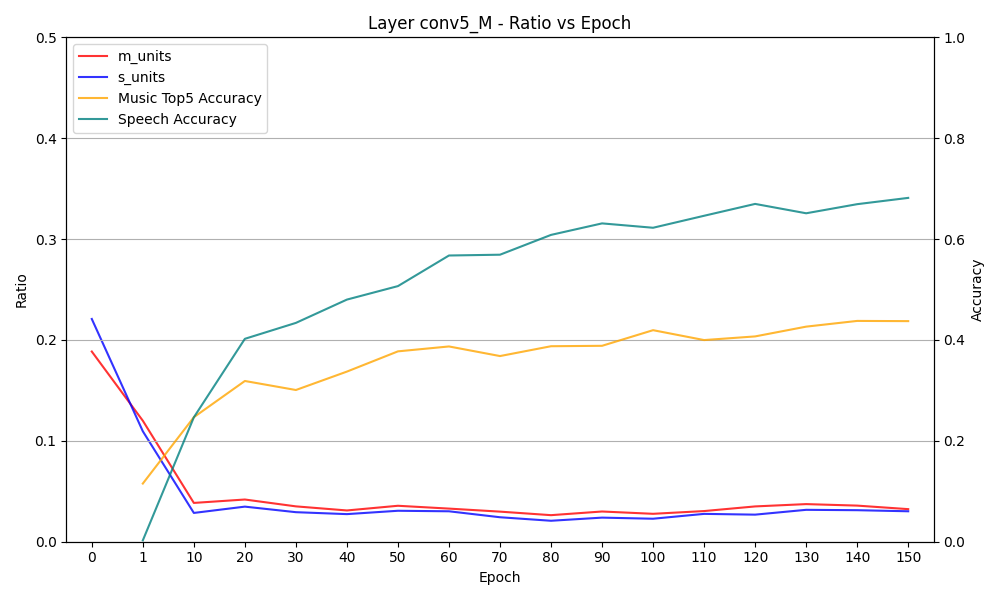 Layer conv5_M - Ratio vs Epoch
m_units
s_units
Music Top5 Accuracy
Speech Accuracy
0.5
0.4
0.3
0.2
0.1
0.0
Ratio
1.0
0.8
0.6
0.4
0.2
0.0
Accuracy
0 1 10 20 30 40 50 60 70 80 90 100 110 120 130 140 150
Epoch